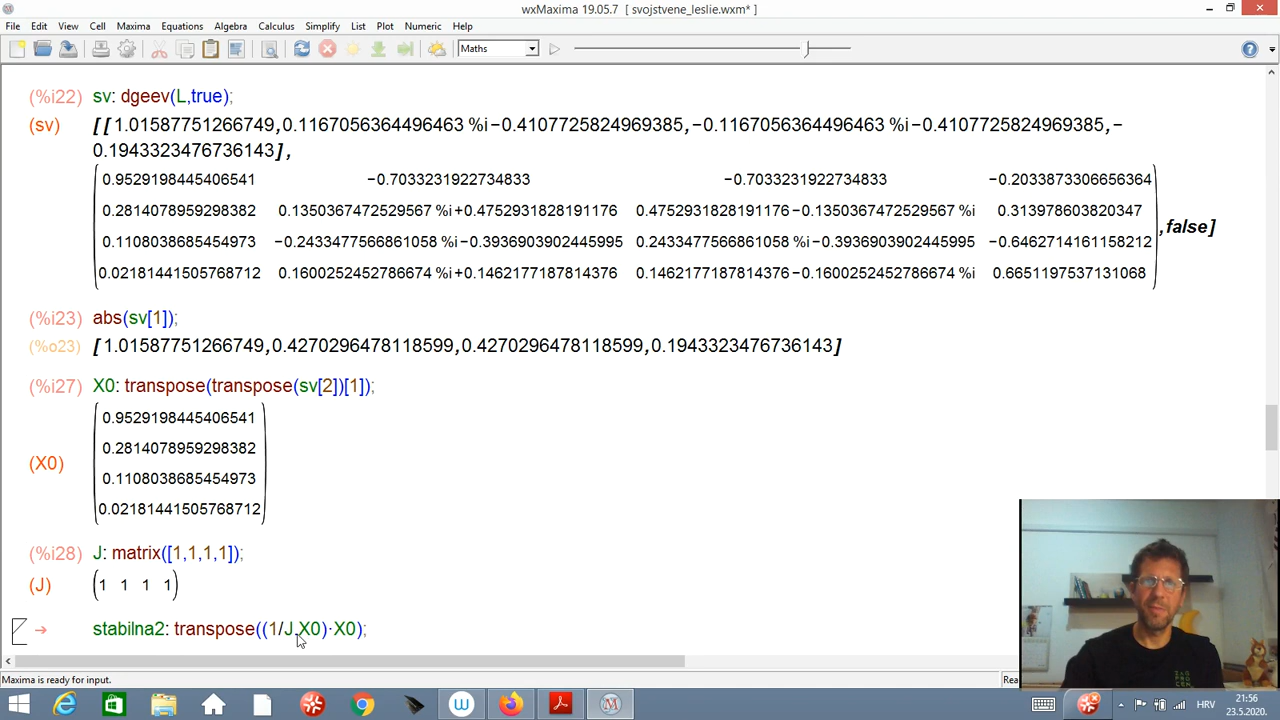 wxMaxima 19.05.7 [ svojstvene_leslie.wxm* ]
File Edit View Cell Maxima Equations Algebra Calculus Simplify List Plot Numeric Help
Maths
(%i22) sv: dgeev(L,true);
(sv) [[1.01587751266749,0.1167056364496463 %i−0.4107725824969385,−0.1167056364496463 %i−0.4107725824969385,−
0.1943323476736143],
0.9529198445406541 −0.7033231922734833 −0.7033231922734833 −0.2033873306656364
0.2814078959298382 0.1350367472529567 %i+0.4752931828191176 0.4752931828191176−0.1350367472529567 %i 0.313978603820347
,false]
0.1108038685454973 −0.2433477566861058 %i−0.3936903902445995 0.2433477566861058 %i−0.3936903902445995 −0.6462714161158212
0.02181441505768712 0.1600252452786674 %i+0.1462177187814376 0.1462177187814376−0.1600252452786674 %i 0.6651197537131068
(%i23) abs(sv[1]);
(%o23) [1.01587751266749,0.4270296478118599,0.4270296478118599,0.1943323476736143]
(%i27) X0: transpose(transpose(sv[2])[1]);
0.9529198445406541
0.2814078959298382
(X0)
0.1108038685454973
0.02181441505768712
(%i28) J: matrix([1,1,1,1]);
(J) (1 1 1 1)
stabilna2: transpose((1/J.X0)·X0);
Maxima is ready for input.
HRV
21:56
23.5.2020.